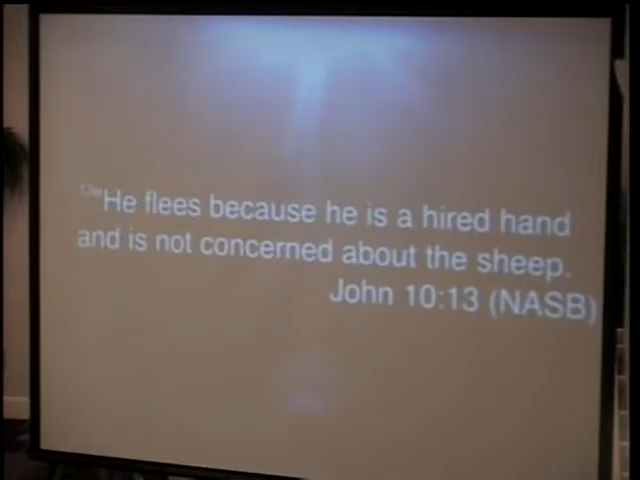 "He flees because he is a hired hand
and is not concerned about the sheep.
John 10:13 (NASB)